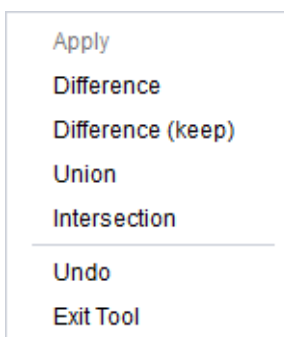 Apply
Difference
Difference (keep)
Union
Intersection
Undo
Exit Tool